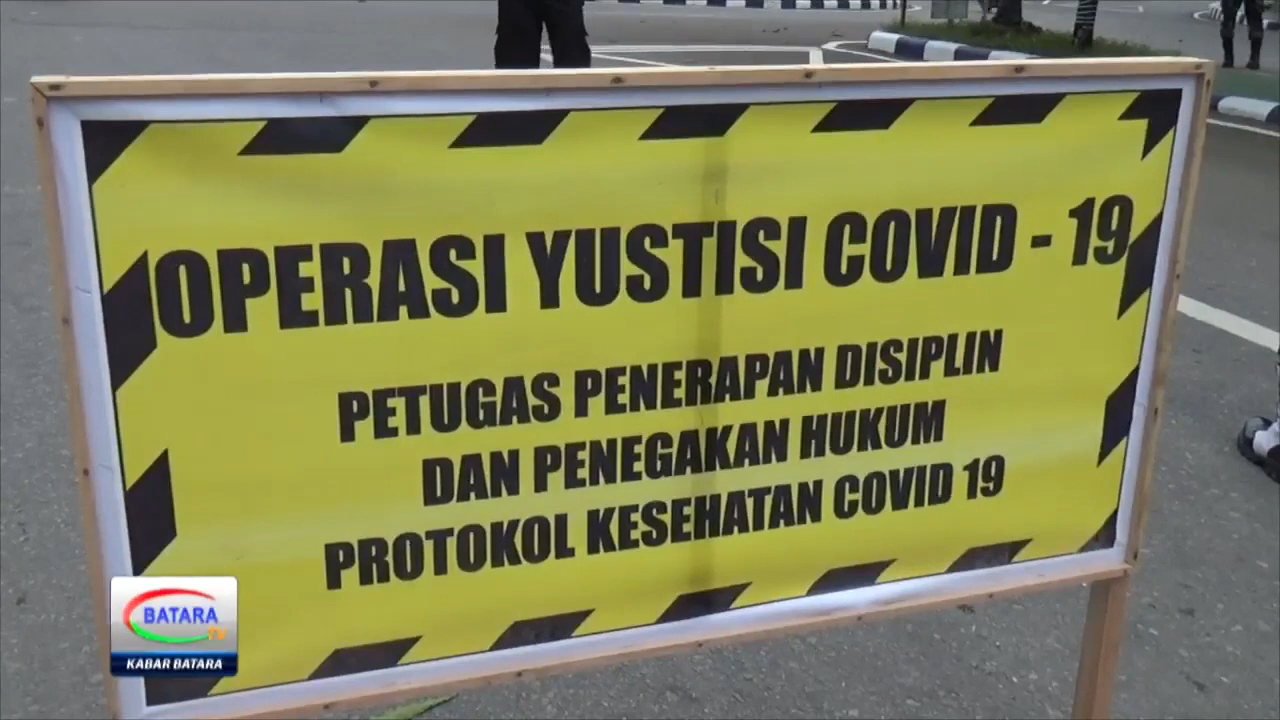 OPERASI YUSTISI COVID - 19
PETUGAS PENERAPAN DISIPLIN
DAN PENEGAKAN HUKUM
PROTOKOL KESEHATAN COVID 19
BATARA
TV
KABAR BATARA